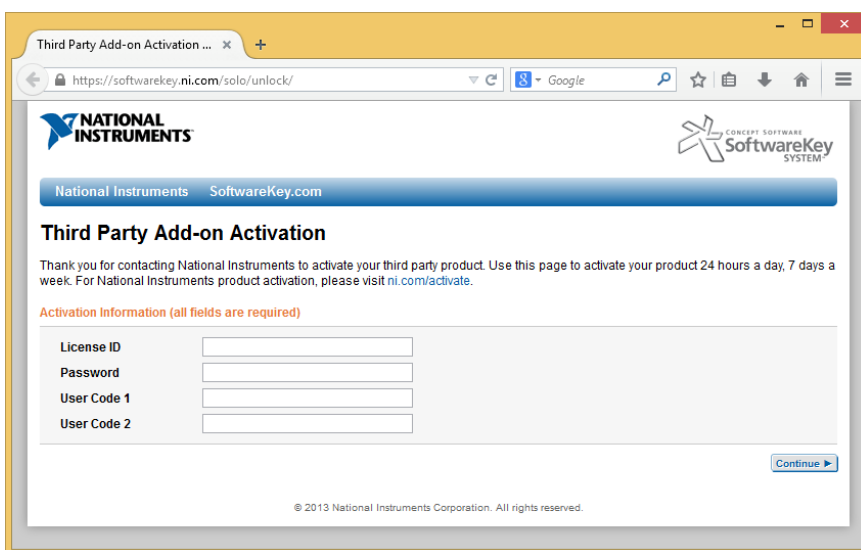 Third Party Add-on Activation ...
https://softwarekey.ni.com/solo/unlock/
Google
NATIONAL
INSTRUMENTS
CONCEPT SOFTWARE
SoftwareKey
SYSTEM
National Instruments SoftwareKey.com
Third Party Add-on Activation
Thank you for contacting National Instruments to activate your third party product. Use this page to activate your product 24 hours a day, 7 days a
week. For National Instruments product activation, please visit ni.com/activate.
Activation Information (all fields are required)
License ID
Password
User Code 1
User Code 2
Continue
© 2013 National Instruments Corporation. All rights reserved.